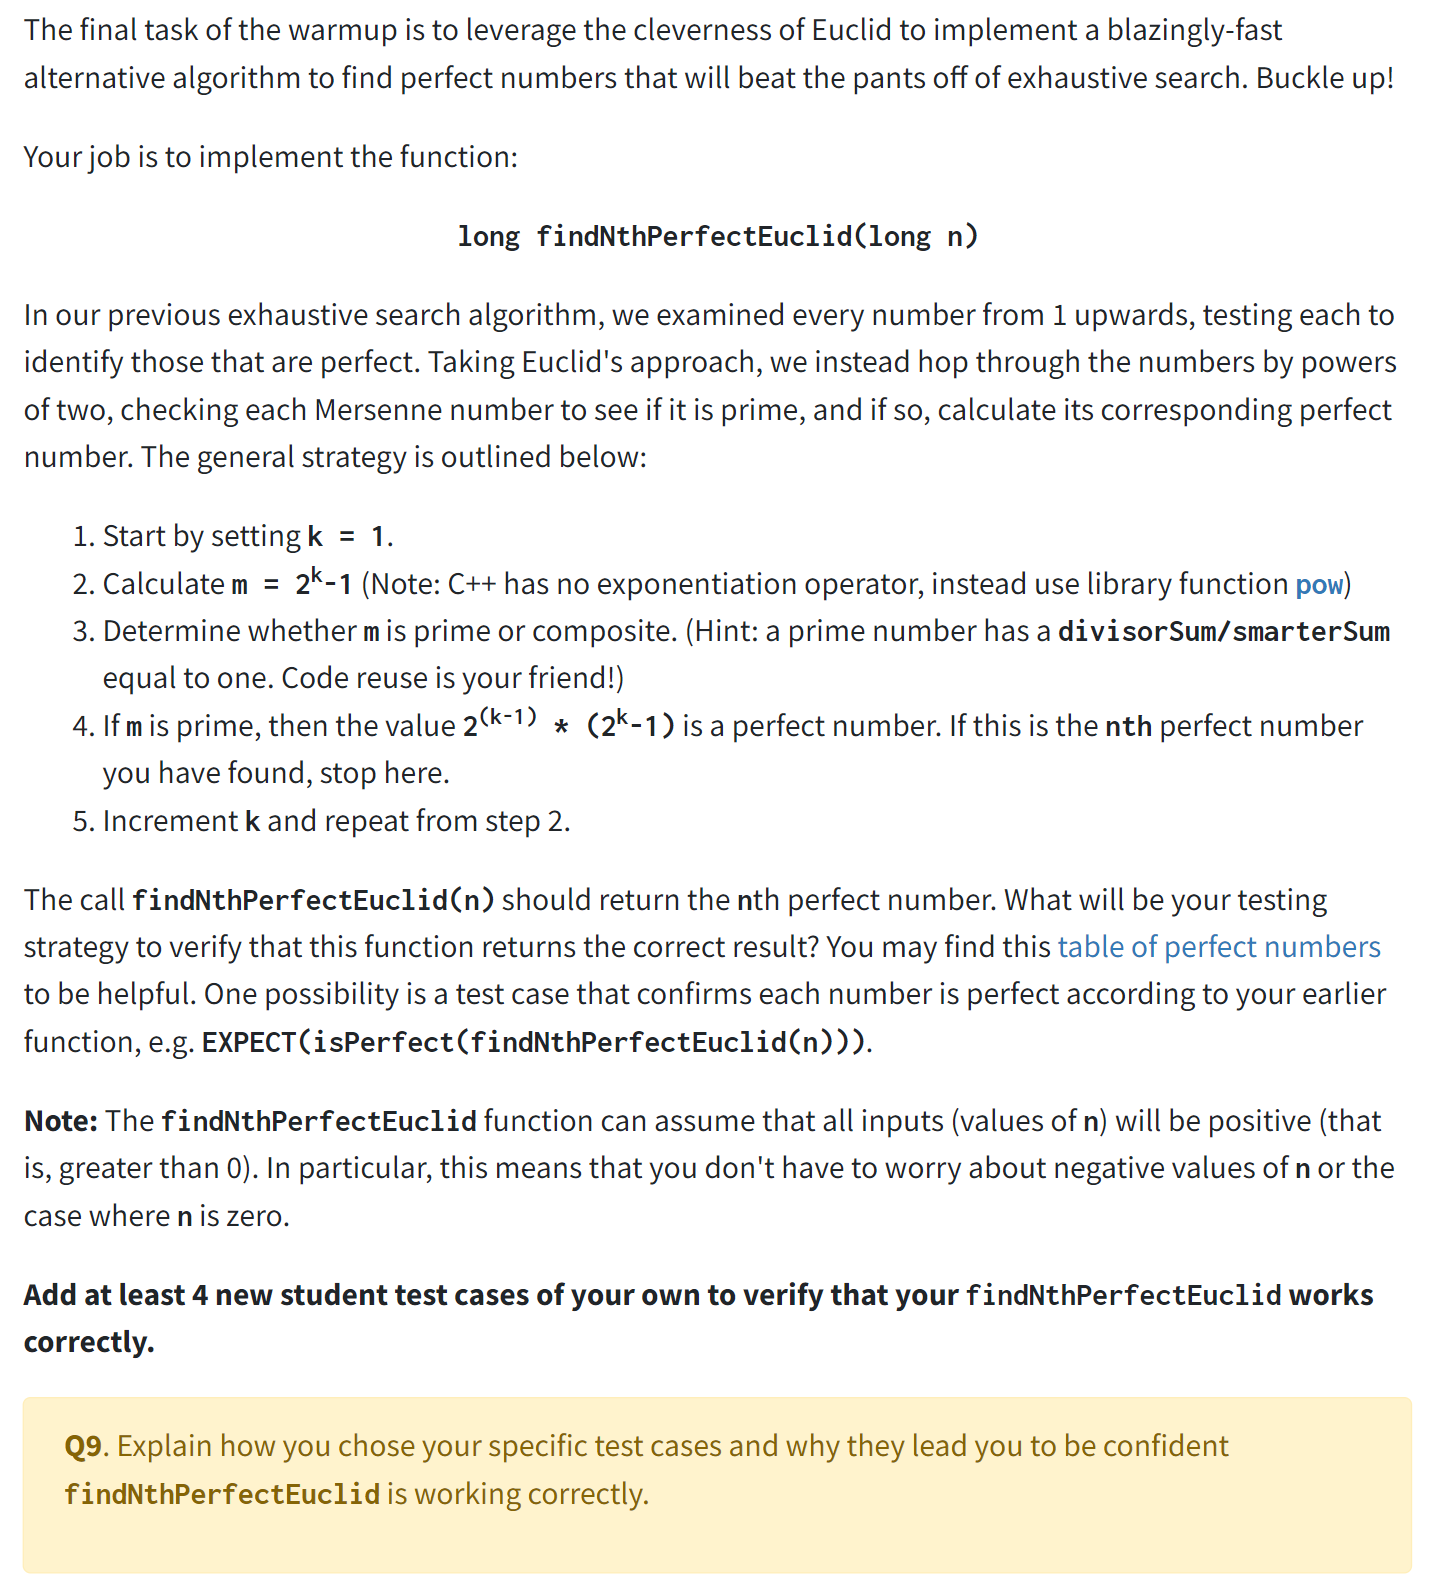 The final task of the warmup is to leverage the cleverness of Euclid to implement a blazingly-fast
alternative algorithm to find perfect numbers that will beat the pants off of exhaustive search. Buckle up!
Your job is to implement the function:
long findNthPerfectEuclid(long n)
In our previous exhaustive search algorithm, we examined every number from 1 upwards, testing each to
identify those that are perfect. Taking Euclid's approach, we instead hop through the numbers by powers
of two, checking each Mersenne number to see if it is prime, and if so, calculate its corresponding perfect
number. The general strategy is outlined below:
1. Start by setting k = 1.
2. Calculate m = 2^k-1 (Note: C++ has no exponentiation operator, instead use library function pow)
3. Determine whether m is prime or composite. (Hint: a prime number has a divisorSum/smarterSum
equal to one. Code reuse is your friend!)
4. If m is prime, then the value 2^(k-1) * (2^k-1) is a perfect number. If this is the nth perfect number
you have found, stop here.
5. Increment k and repeat from step 2.
The call findNthPerfectEuclid(n) should return the nth perfect number. What will be your testing
strategy to verify that this function returns the correct result? You may find this table of perfect numbers
to be helpful. One possibility is a test case that confirms each number is perfect according to your earlier
function, e.g. EXPECT(isPerfect(findNthPerfectEuclid(n))).
Note: The findNthPerfectEuclid function can assume that all inputs (values of n) will be positive (that
is, greater than 0). In particular, this means that you don't have to worry about negative values of n or the
case where n is zero.
Add at least 4 new student test cases of your own to verify that your findNthPerfectEuclid works
correctly.
Q9. Explain how you chose your specific test cases and why they lead you to be confident
findNthPerfectEuclid is working correctly.